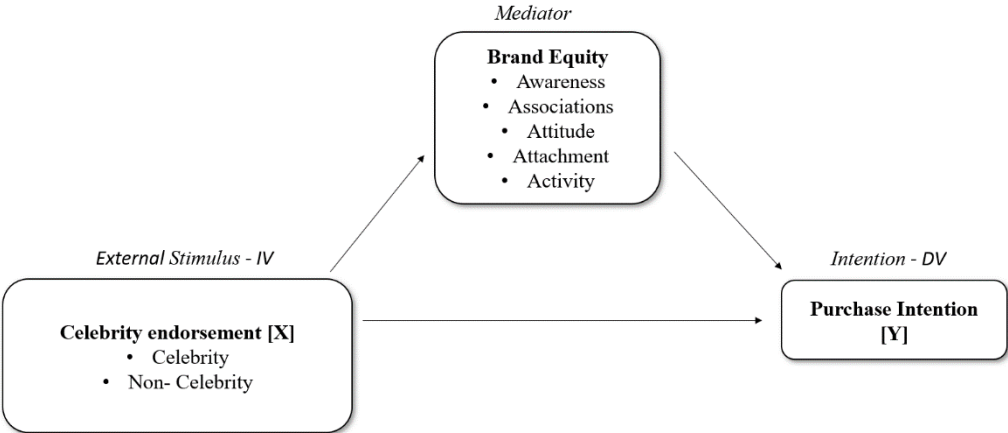 Mediator
Brand Equity
• Awareness
• Associations
• Attitude
• Attachment
• Activity
External Stimulus - IV
Celebrity endorsement [X]
• Celebrity
• Non- Celebrity
Intention - DV
Purchase Intention
[Y]